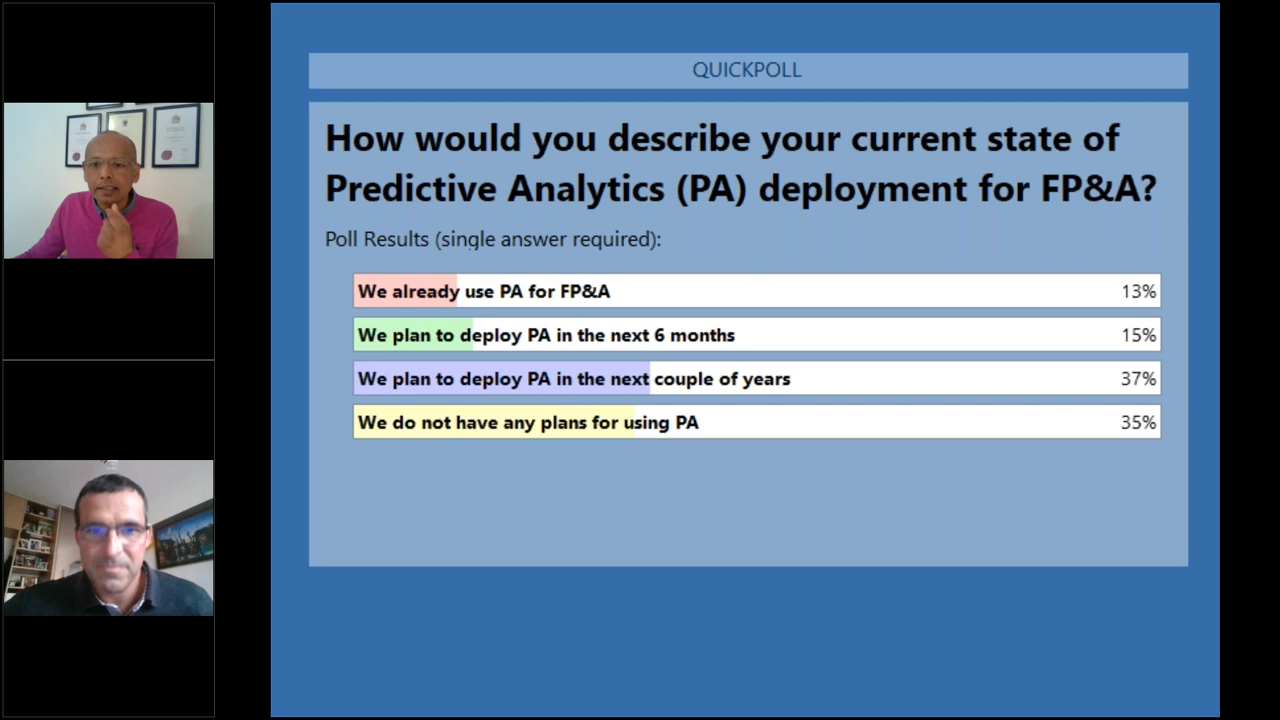 QUICKPOLL
How would you describe your current state of
Predictive Analytics (PA) deployment for FP&A?
Poll Results (single answer required):
We already use PA for FP&A 13%
We plan to deploy PA in the next 6 months 15%
We plan to deploy PA in the next couple of years 37%
We do not have any plans for using PA 35%